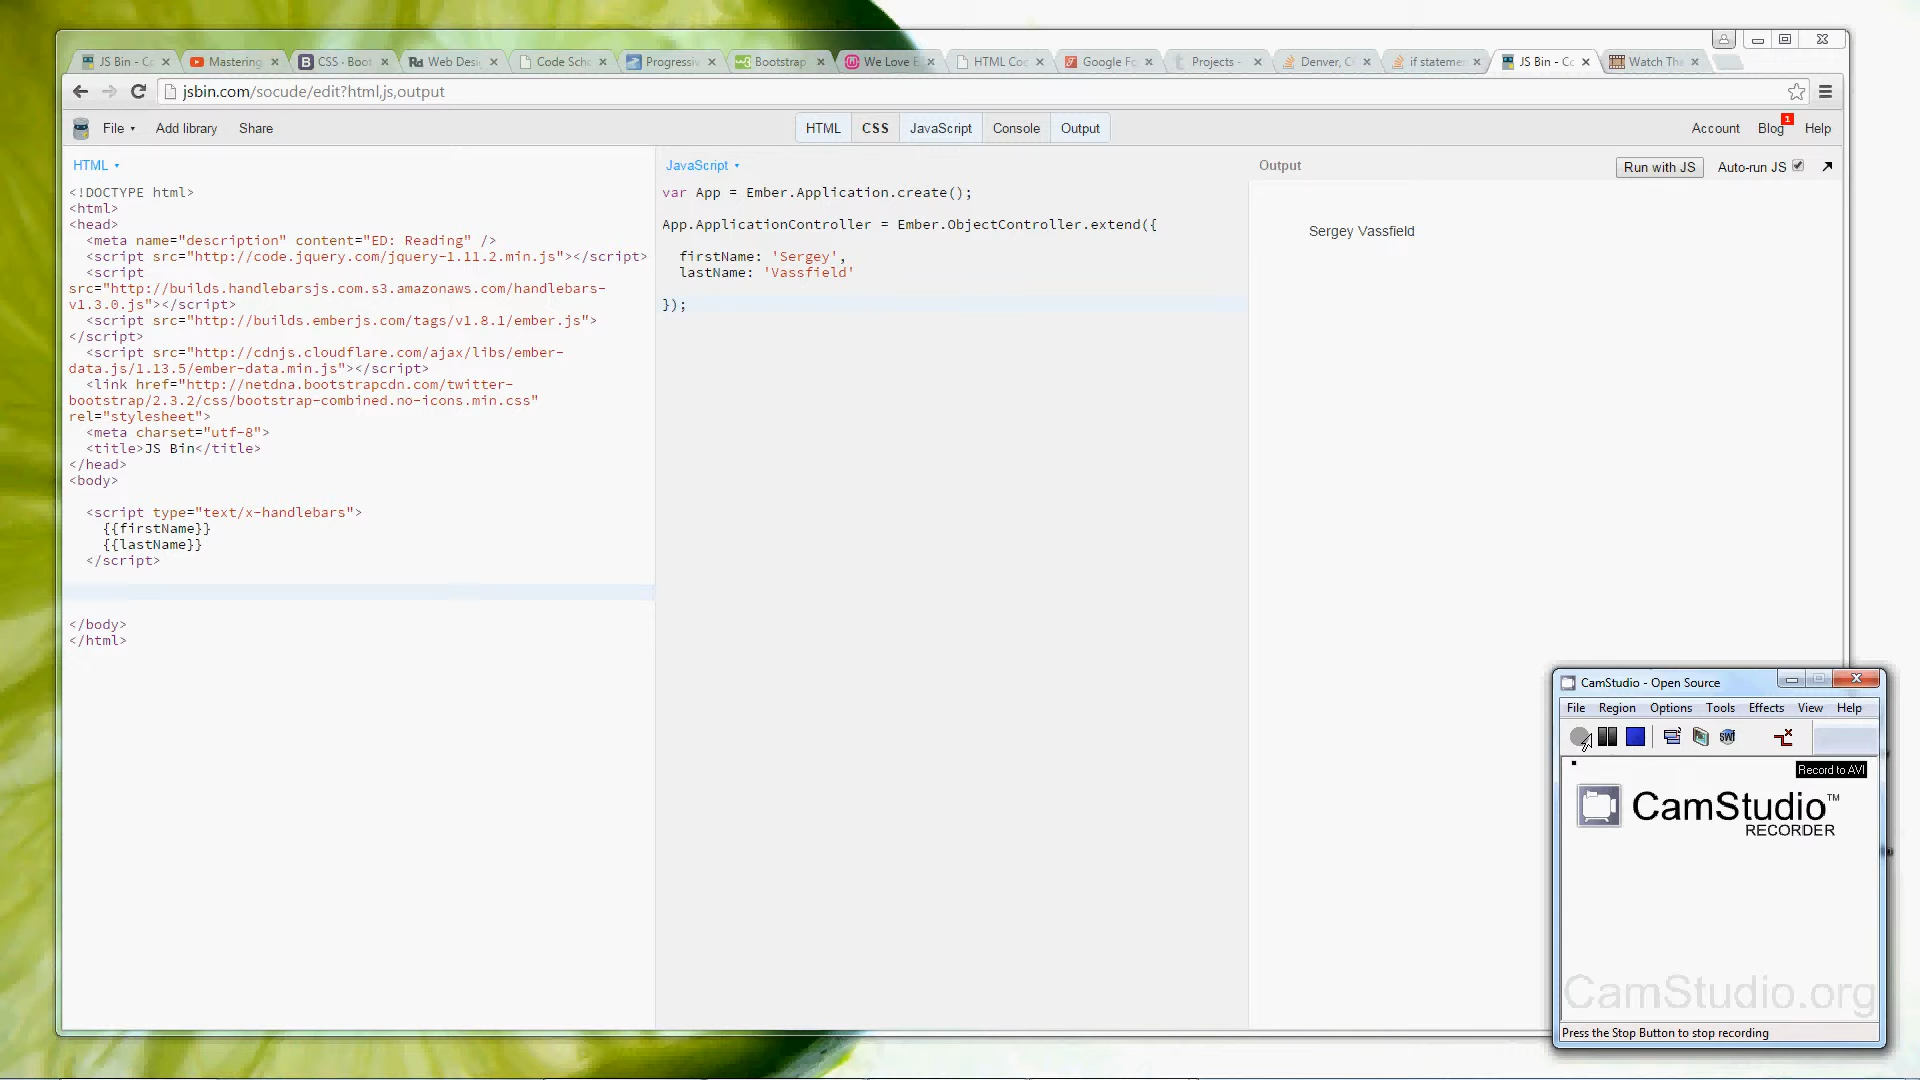 JS Bin - Co
Mastering
CSS · Boot
Web Desi
Code Scho
Progressiv
Bootstrap
We Love E
HTML Co
Google Fo
Projects -
Denver, C
if stateme
JS Bin - Co
Watch The
jsbin.com/socude/edit?html,js,output
File
Add library
Share
HTML
CSS
JavaScript
Console
Output
Account
Blog
1
Help
HTML
<!DOCTYPE html>
<html>
<head>
<meta name="description" content="ED: Reading" />
<script src="http://code.jquery.com/jquery-1.11.2.min.js"></script>
<script
src="http://builds.handlebarsjs.com.s3.amazonaws.com/handlebars-
v1.3.0.js"></script>
<script src="http://builds.emberjs.com/tags/v1.8.1/ember.js">
</script>
<script src="http://cdnjs.cloudflare.com/ajax/libs/ember-
data.js/1.13.5/ember-data.min.js"></script>
<link href="http://netdna.bootstrapcdn.com/twitter-
bootstrap/2.3.2/css/bootstrap-combined.no-icons.min.css"
rel="stylesheet">
<meta charset="utf-8">
<title>JS Bin</title>
</head>
<body>
<script type="text/x-handlebars">
{{firstName}}
{{lastName}}
</script>
</body>
</html>
JavaScript
var App = Ember.Application.create();
App.ApplicationController = Ember.ObjectController.extend({
firstName: 'Sergey',
lastName: 'Vassfield'
});
Output
Run with JS
Auto-run JS
Sergey Vassfield
CamStudio - Open Source
File Region Options Tools Effects View Help
Record to AVI
CamStudio™
RECORDER
CamStudio.org
Press the Stop Button to stop recording